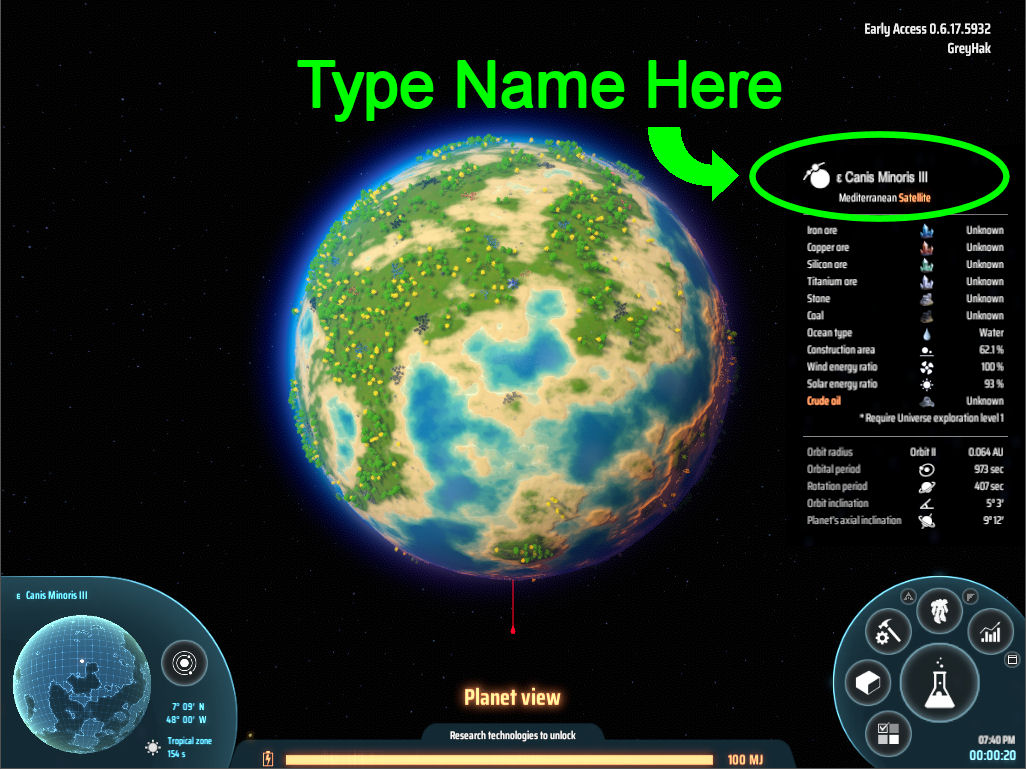 Early Access 0.6.17.5932
GreyHak
Type Name Here
ε Canis Minoris III
Mediterranean Satellite
Iron ore Unknown
Copper ore Unknown
Silicon ore Unknown
Titanium ore Unknown
Stone Unknown
Coal Unknown
Ocean type Water
Construction area 62.1 %
Wind energy ratio 100 %
Solar energy ratio 93 %
Crude oil Unknown
* Require Universe exploration level 1
Orbit radius Orbit II 0.064 AU
Orbital period 973 sec
Rotation period 407 sec
Orbit inclination 5° 3'
Planet's axial inclination 9° 12'
ε Canis Minoris III
7° 09' N
48° 00' W
Tropical zone
154 s
Planet view
Research technologies to unlock
100 MJ
07:40 PM
00:00:20